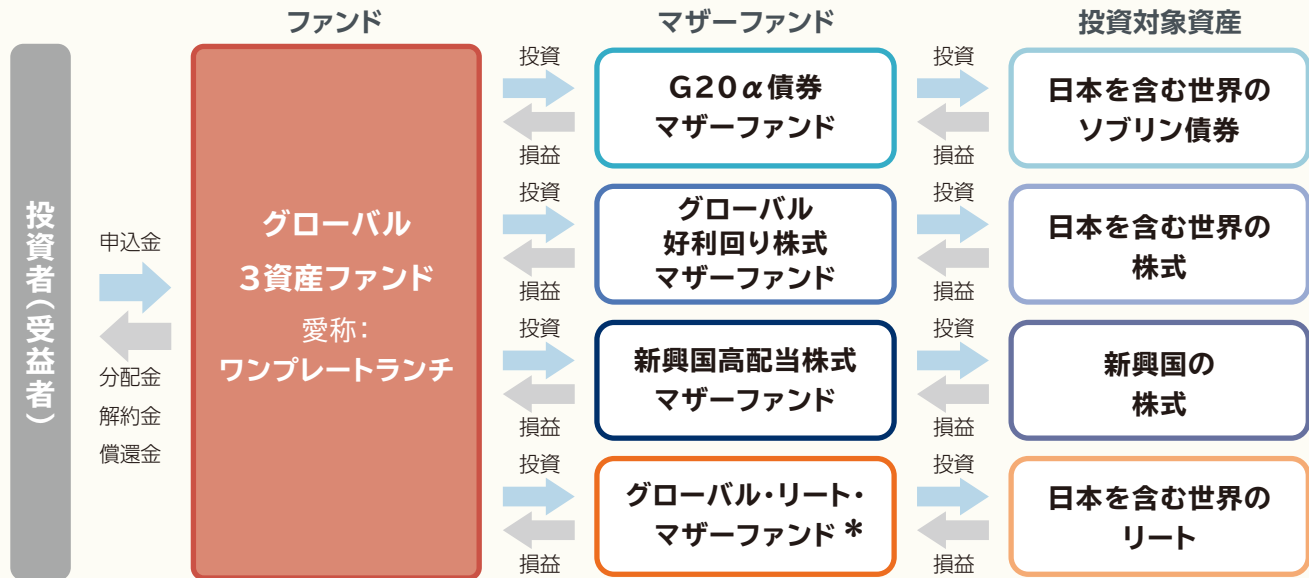 ファンド
マザーファンド
投資対象資産
投資者(受益者)
申込金
分配金
解約金
償還金
グローバル
3資産ファンド
愛称:
ワンプレートランチ
投資
損益
G20α債券
マザーファンド
投資
損益
日本を含む世界の
ソブリン債券
投資
損益
グローバル
好利回り株式
マザーファンド
投資
損益
日本を含む世界の
株式
投資
損益
新興国高配当株式
マザーファンド
投資
損益
新興国の
株式
投資
損益
グローバル・リート・
マザーファンド*
投資
損益
日本を含む世界の
リート